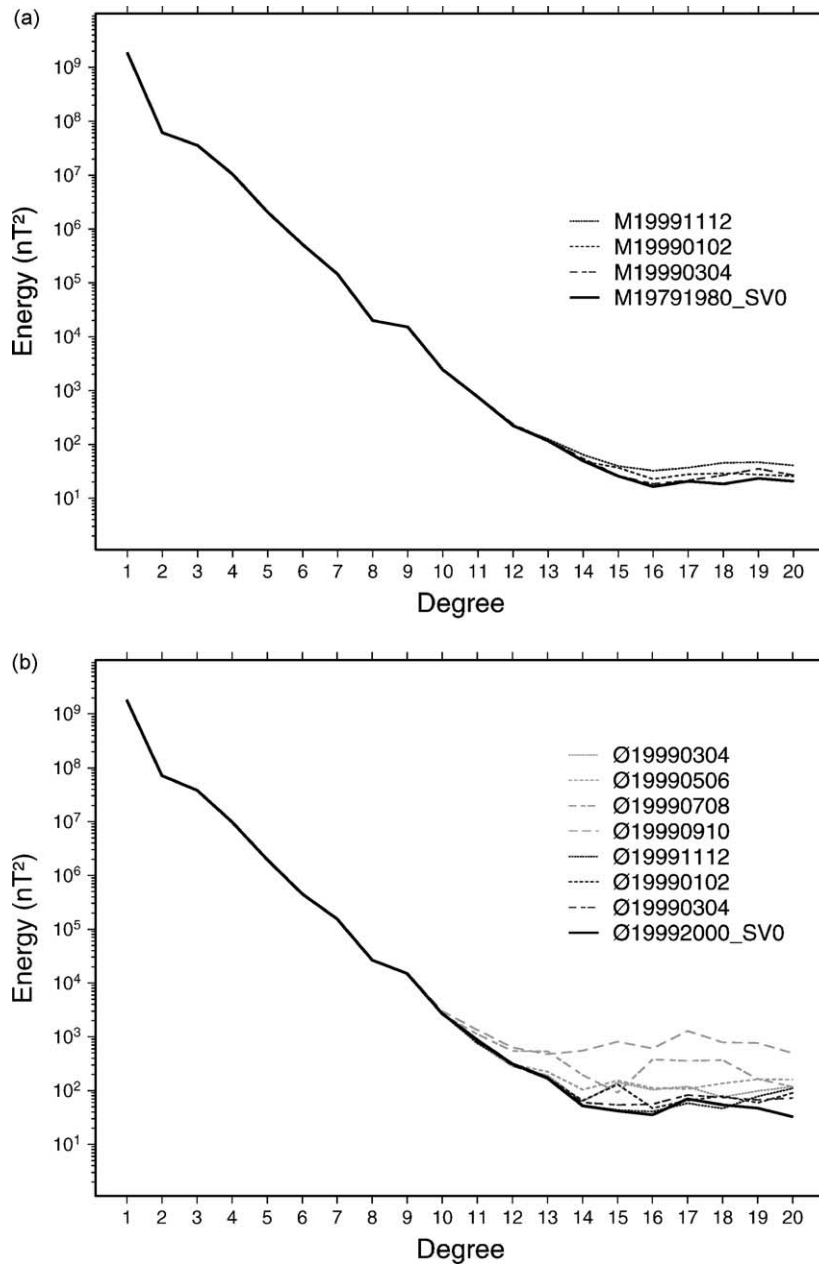 (a)
10⁹
10⁸
10⁷
10⁶
10⁵
10⁴
10³
10²
10¹
Energy (nT²)
M19991112
M19990102
M19990304
M19791980_SV0
1 2 3 4 5 6 7 8 9 10 11 12 13 14 15 16 17 18 19 20
Degree
(b)
10⁹
10⁸
10⁷
10⁶
10⁵
10⁴
10³
10²
10¹
Energy (nT²)
Ø19990304
Ø19990506
Ø19990708
Ø19990910
Ø19991112
Ø19990102
Ø19990304
Ø19992000_SV0
1 2 3 4 5 6 7 8 9 10 11 12 13 14 15 16 17 18 19 20
Degree